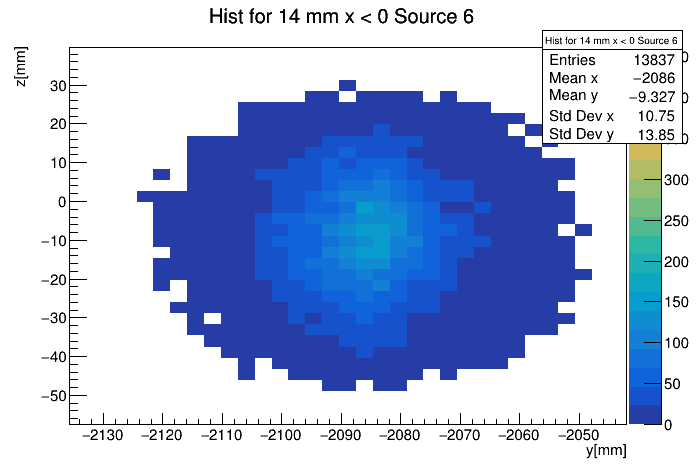 Hist for 14 mm x < 0 Source 6
z[mm]
Hist for 14 mm x < 0 Source 6
Entries 13837
Mean x −2086
Mean y −9.327
Std Dev x 10.75
Std Dev y 13.85
30
20
10
0
−10
−20
−30
−40
−50
300
250
200
150
100
50
0
−2130 −2120 −2110 −2100 −2090 −2080 −2070 −2060 −2050
y[mm]